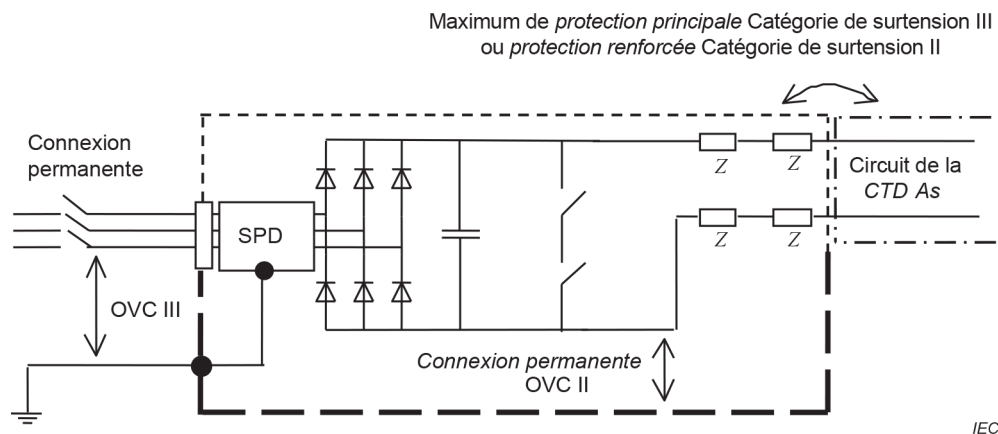 Maximum de protection principale Catégorie de surtension III
ou protection renforcée Catégorie de surtension II
Connexion
permanente
Z
Z
Circuit de la
CTD As
SPD
Z
Z
OVC III
Connexion permanente
OVC II
IEC